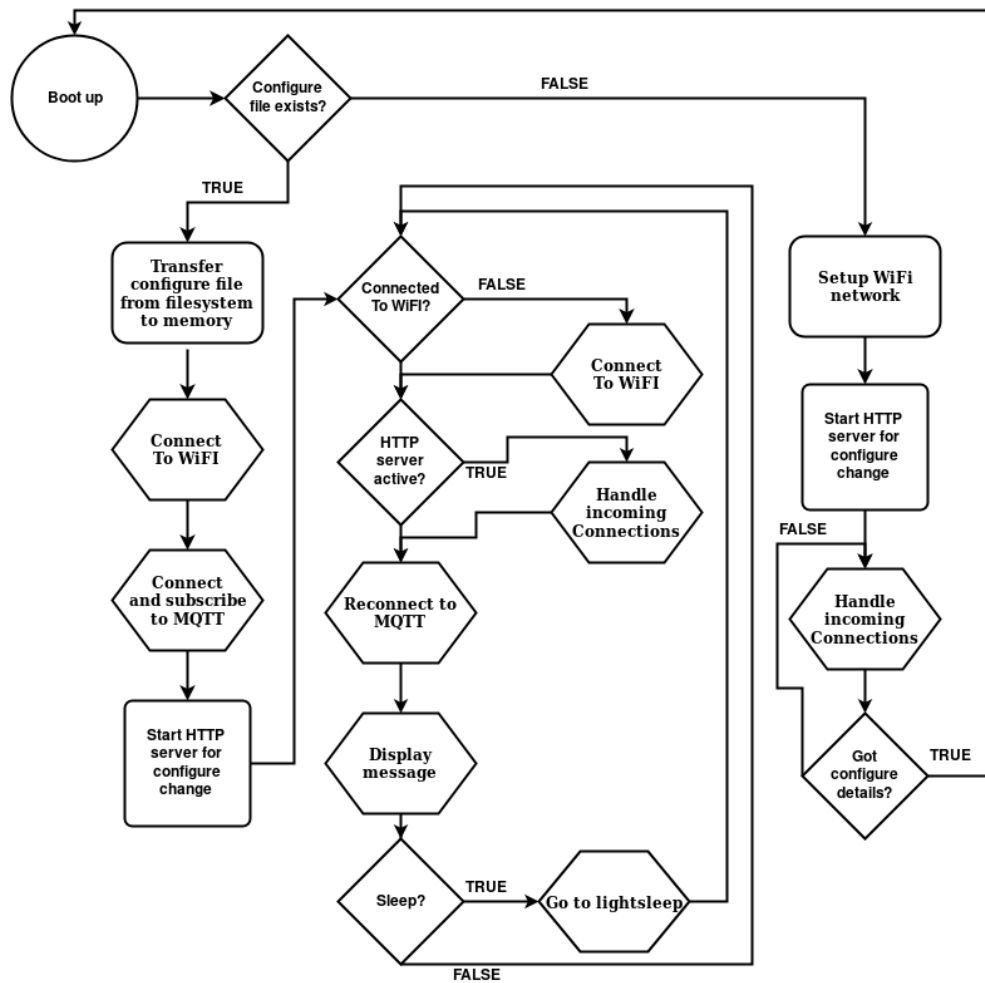 Boot up
Configure
file exists?
FALSE
TRUE
Transfer
configure file
from filesystem
to memory
Connect
To WiFI
Connect
and subscribe
to MQTT
Start HTTP
server for
configure
change
Connected
To WiFI?
FALSE
Connect
To WiFI
HTTP
server
active?
TRUE
Handle
incoming
Connections
Reconnect to
MQTT
Display
message
Sleep?
TRUE
Go to lightsleep
FALSE
Setup WiFi
network
Start HTTP
server for
configure
change
FALSE
Handle
incoming
Connections
Got
configure
details?
TRUE